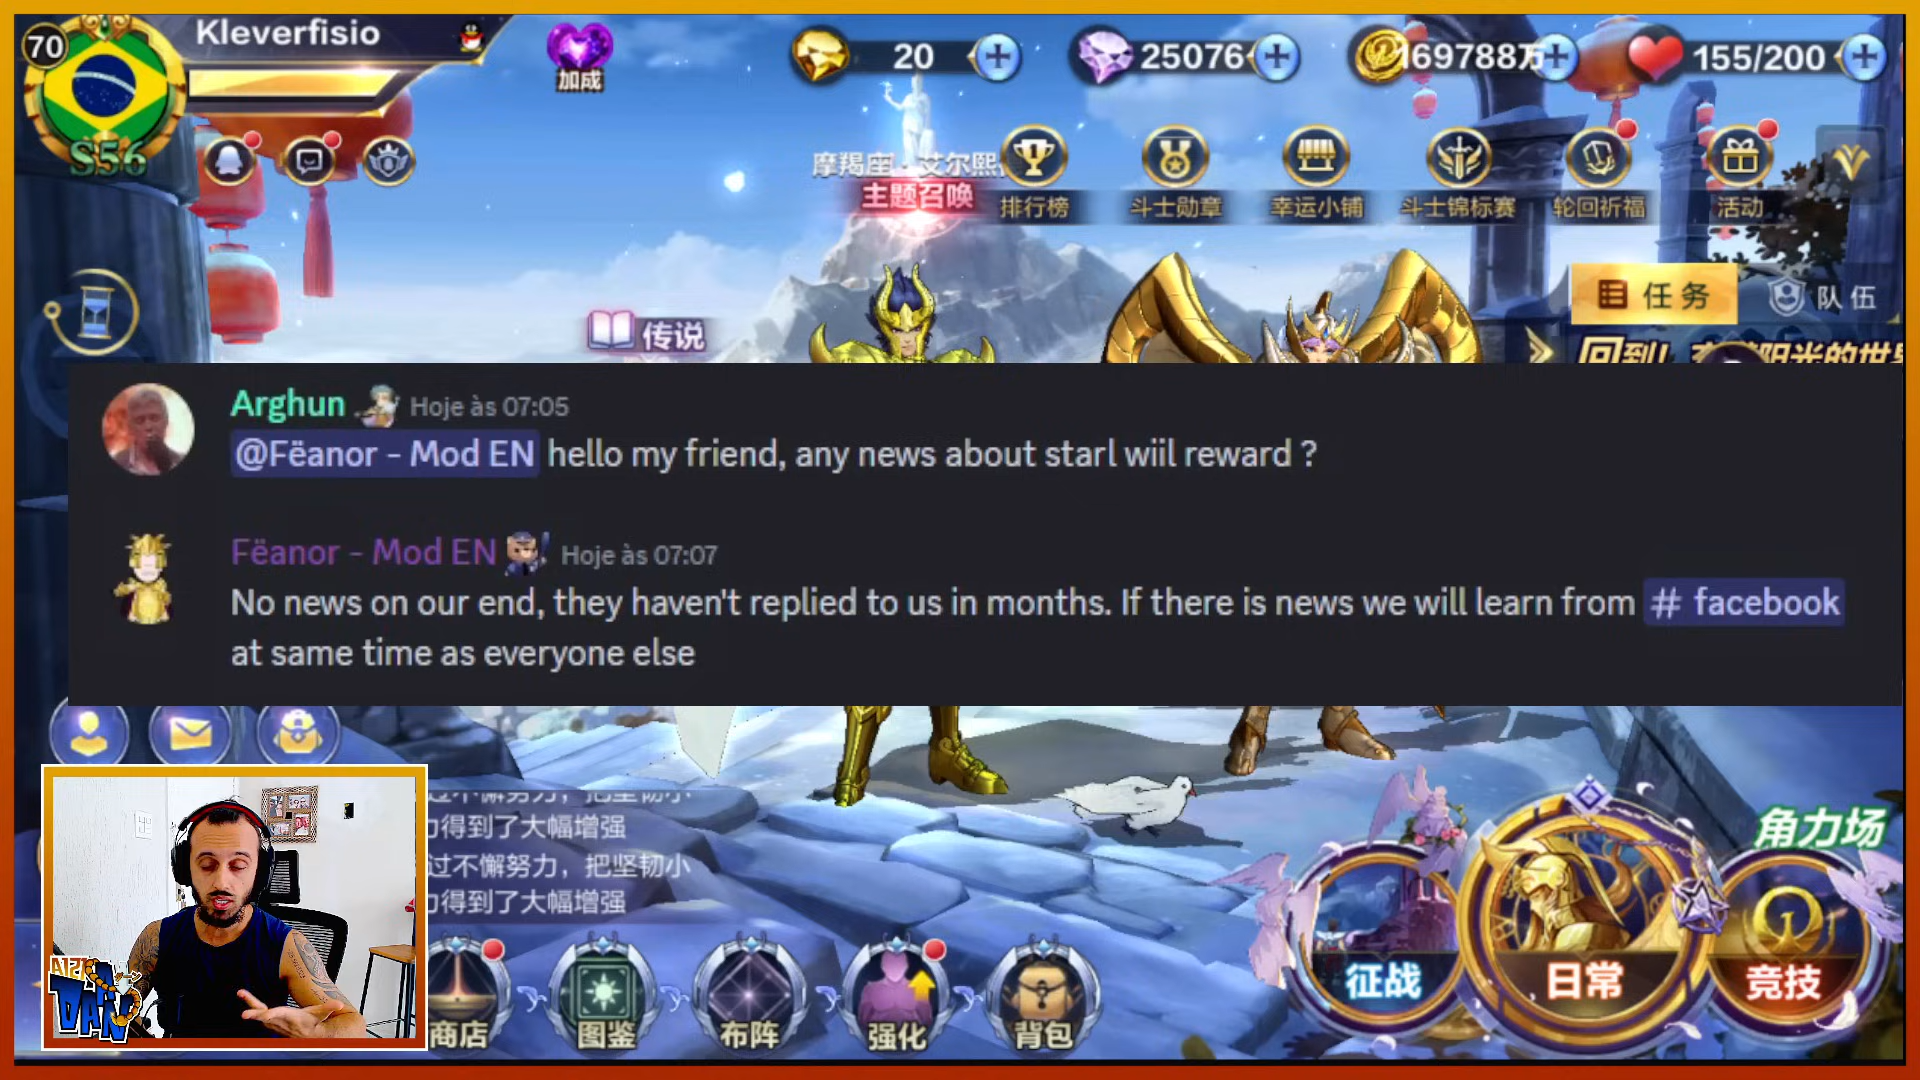 70
Kleverfisio
S56
加成
20
25076
169788万
155/200
摩羯座·艾尔熙
主题召唤
排行榜
斗士勋章
幸运小铺
斗士锦标赛
轮回祈福
活动
传说
任务
队伍
Arghun Hoje às 07:05
@Fëanor - Mod EN hello my friend, any news about starl wiil reward ?
Fëanor - Mod EN Hoje às 07:07
No news on our end, they haven't replied to us in months. If there is news we will learn from # facebook
at same time as everyone else
力得到了大幅增强
过不懈努力，把坚韧小
力得到了大幅增强
角力场
征战
日常
竞技
商店
图鉴
布阵
强化
背包
DAN